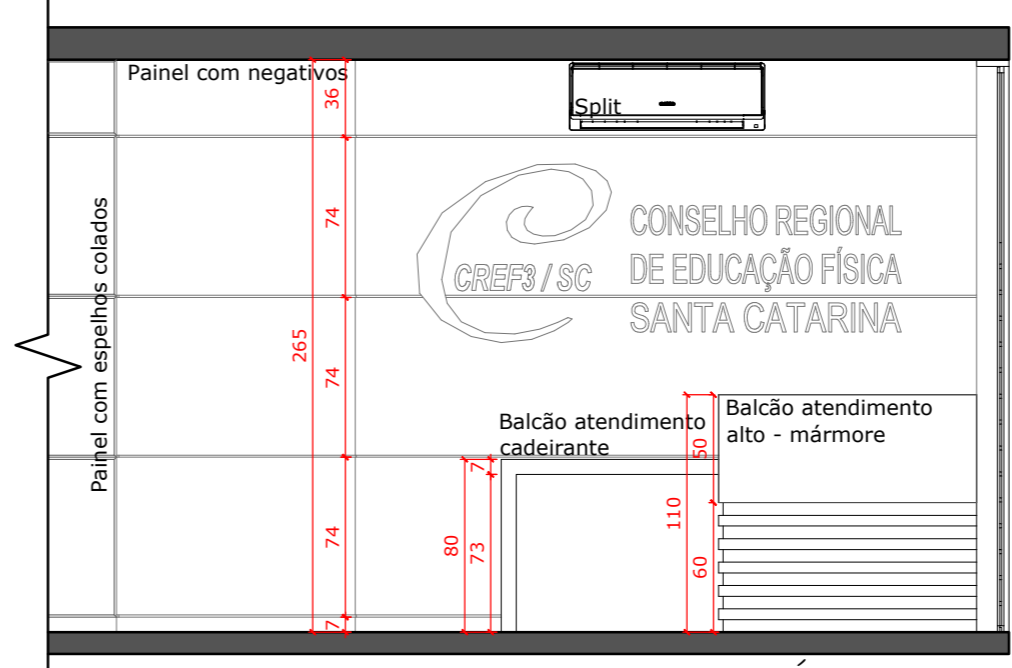 Painel com negativos
Split
36
74
74
74
7
265
Painel com espelhos colados
CREF3 / SC
CONSELHO REGIONAL
DE EDUCAÇÃO FÍSICA
SANTA CATARINA
Balcão atendimento
cadeirante
Balcão atendimento
alto - mármore
7
80
73
50
110
60